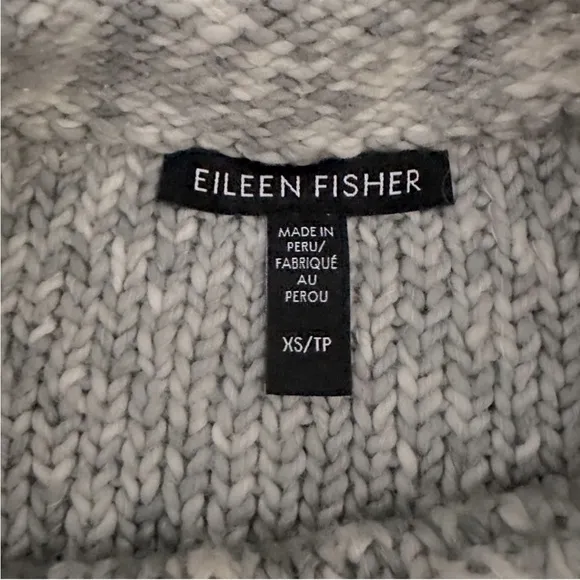 EILEEN FISHER
MADE IN
PERU/
FABRIQUÉ
AU
PEROU
XS/TP